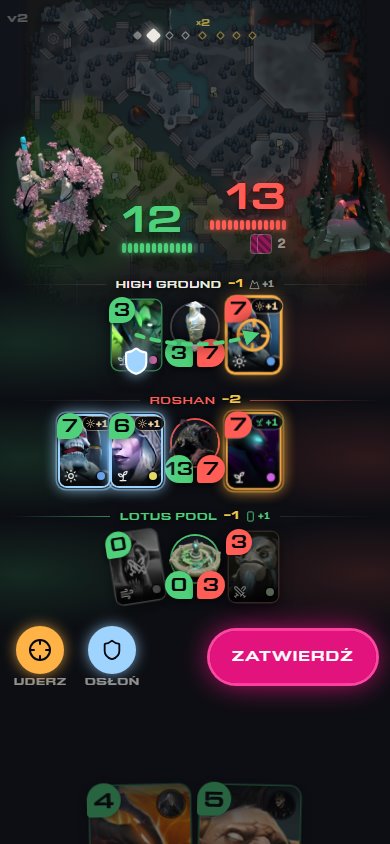 v2
x2
12
13
2
HIGH GROUND -1 +1
3
7 +1
3 7
ROSHAN -2
7 +1
6 +1
7 +1
13 7
LOTUS POOL -1 +1
0
3
0 3
UDERZ
OSŁOŃ
ZATWIERDŹ
4
5